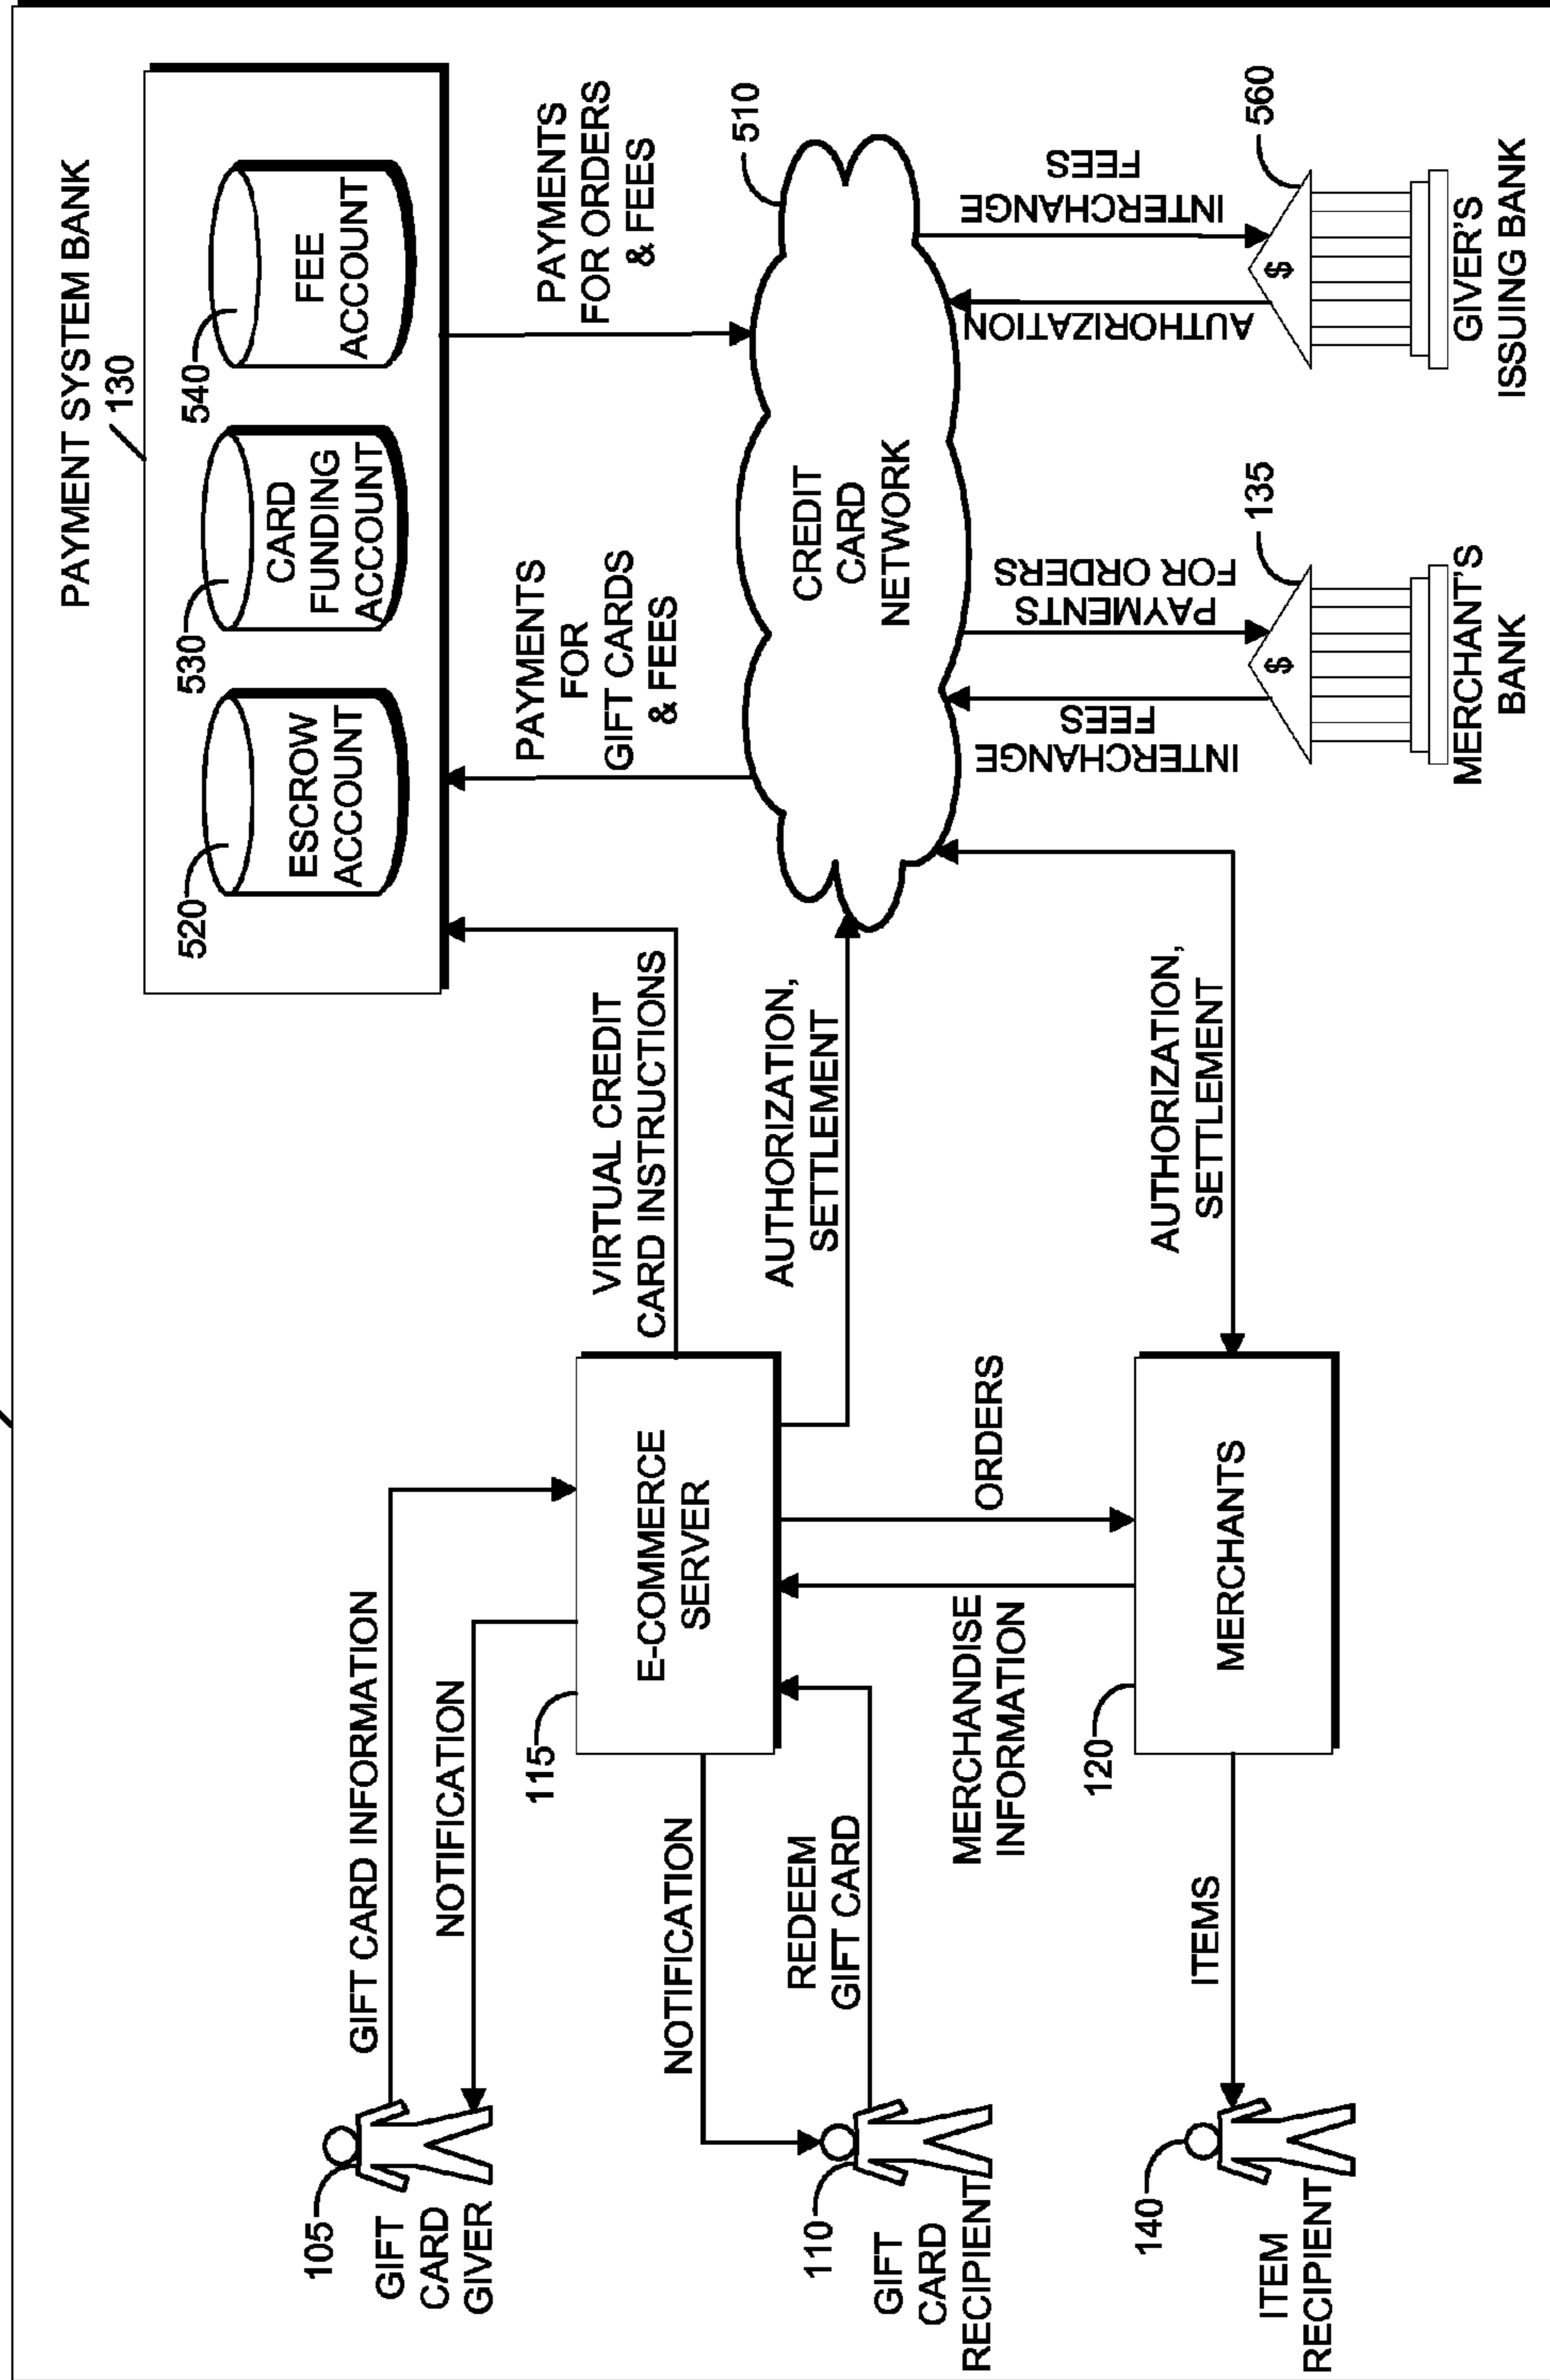 PAYMENT SYSTEM BANK
130
540
FEE
ACCOUNT
530
CARD
FUNDING
ACCOUNT
520
ESCROW
ACCOUNT
GIFT CARD INFORMATION
NOTIFICATION
105
GIFT
CARD
GIVER
115
E-COMMERCE
SERVER
VIRTUAL CREDIT
CARD INSTRUCTIONS
PAYMENTS
FOR
GIFT CARDS
& FEES
PAYMENTS
FOR ORDERS
& FEES
510
NOTIFICATION
REDEEM
GIFT CARD
110
GIFT
CARD
RECIPIENT
AUTHORIZATION,
SETTLEMENT
CREDIT
CARD
NETWORK
MERCHANDISE
INFORMATION
ORDERS
INTERCHANGE
FEES
PAYMENTS
FOR ORDERS
AUTHORIZATION
INTERCHANGE
FEES
120
MERCHANTS
AUTHORIZATION,
SETTLEMENT
ITEMS
140
ITEM
RECIPIENT
135
$
MERCHANT'S
BANK
560
$
GIVER'S
ISSUING BANK